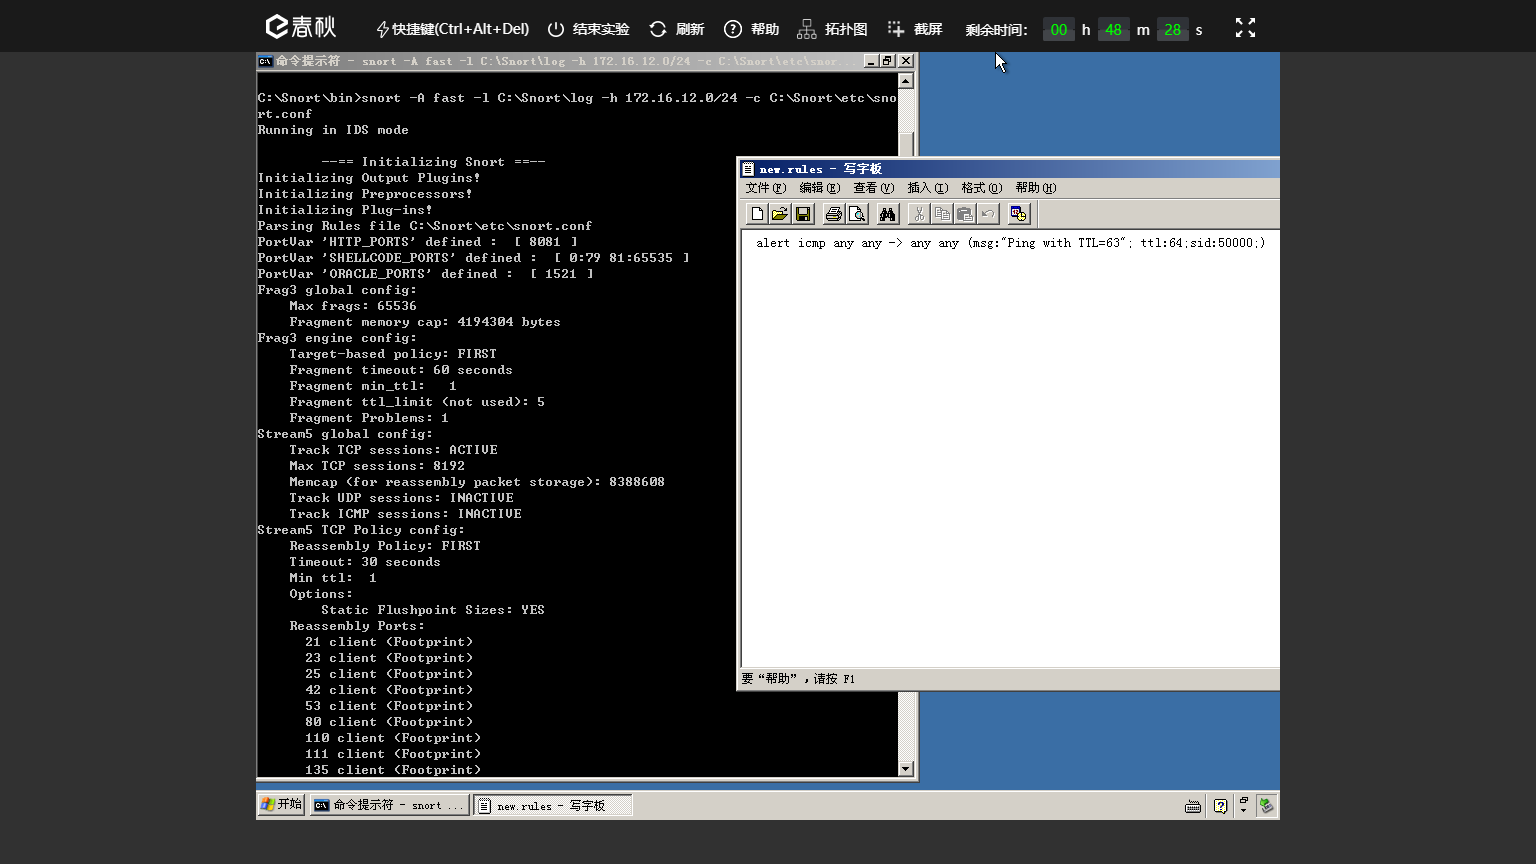 春秋
快捷键(Ctrl+Alt+Del) 结束实验 刷新 帮助 拓扑图 截屏 剩余时间： 00 h 48 m 28 s
命令提示符 - snort -A fast -l C:\Snort\log -h 172.16.12.0/24 -c C:\Snort\etc\snor...
C:\Snort\bin>snort -A fast -l C:\Snort\log -h 172.16.12.0/24 -c C:\Snort\etc\sno
rt.conf
Running in IDS mode
--== Initializing Snort ==--
Initializing Output Plugins!
Initializing Preprocessors!
Initializing Plug-ins!
Parsing Rules file C:\Snort\etc\snort.conf
PortVar 'HTTP_PORTS' defined :  [ 8081 ]
PortVar 'SHELLCODE_PORTS' defined :  [ 0:79 81:65535 ]
PortVar 'ORACLE_PORTS' defined :  [ 1521 ]
Frag3 global config:
Max frags: 65536
Fragment memory cap: 4194304 bytes
Frag3 engine config:
Target-based policy: FIRST
Fragment timeout: 60 seconds
Fragment min_ttl:   1
Fragment ttl_limit (not used): 5
Fragment Problems: 1
Stream5 global config:
Track TCP sessions: ACTIVE
Max TCP sessions: 8192
Memcap (for reassembly packet storage): 8388608
Track UDP sessions: INACTIVE
Track ICMP sessions: INACTIVE
Stream5 TCP Policy config:
Reassembly Policy: FIRST
Timeout: 30 seconds
Min ttl:  1
Options:
Static Flushpoint Sizes: YES
Reassembly Ports:
21 client (Footprint)
23 client (Footprint)
25 client (Footprint)
42 client (Footprint)
53 client (Footprint)
80 client (Footprint)
110 client (Footprint)
111 client (Footprint)
135 client (Footprint)
new.rules - 写字板
文件(F) 编辑(E) 查看(V) 插入(I) 格式(O) 帮助(H)
alert icmp any any -> any any (msg:"Ping with TTL=63"; ttl:64;sid:50000;)
要“帮助”，请按 F1
开始 命令提示符 - snort ... new.rules - 写字板